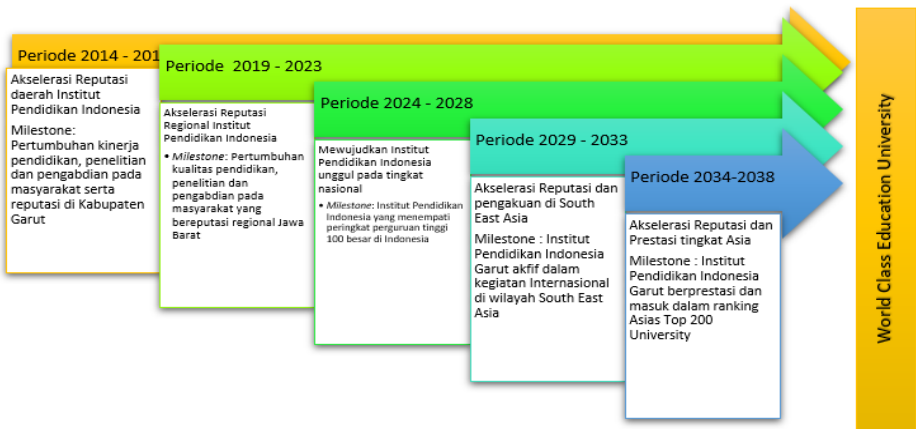 Periode 2014 - 201
Akselerasi Reputasi
daerah Institut
Pendidikan Indonesia
Milestone:
Pertumbuhan kinerja
pendidikan, penelitian
dan pengabdian pada
masyarakat serta
reputasi di Kabupaten
Garut
Periode 2019 - 2023
Akselerasi Reputasi
Regional Institut
Pendidikan Indonesia
• Milestone: Pertumbuhan
kualitas pendidikan,
penelitian dan
pengabdian pada
masyarakat yang
bereputasi regional Jawa
Barat
Periode 2024 - 2028
Mewujudkan Institut
Pendidikan Indonesia
unggul pada tingkat
nasional
• Milestone: Institut Pendidikan
Indonesia yang menempati
peringkat perguruan tinggi
100 besar di Indonesia
Periode 2029 - 2033
Akselerasi Reputasi dan
pengakuan di South
East Asia
Milestone : Institut
Pendidikan Indonesia
Garut akfif dalam
kegiatan Internasional
di wilayah South East
Asia
Periode 2034-2038
Akselerasi Reputasi dan
Prestasi tingkat Asia
Milestone : Institut
Pendidikan Indonesia
Garut berprestasi dan
masuk dalam ranking
Asias Top 200
University
World Class Education University